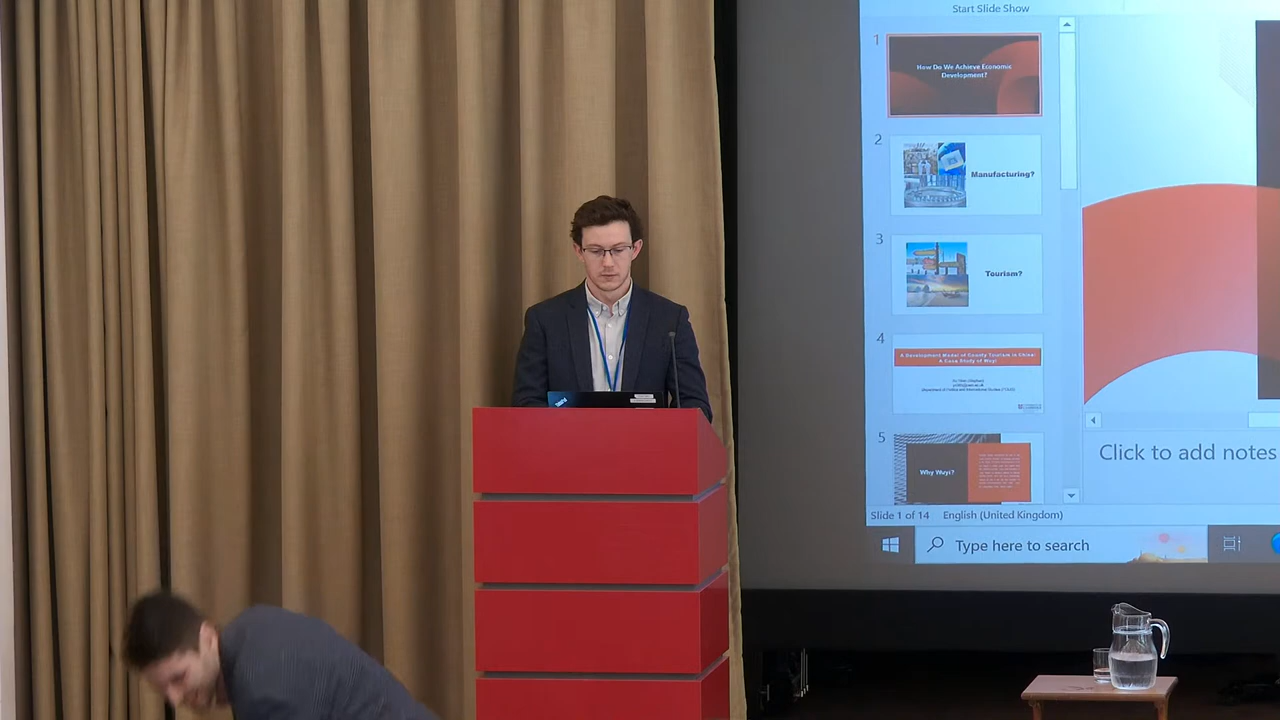 Start Slide Show
1
How Do We Achieve Economic
Development?
2
Manufacturing?
3
Tourism?
4
A Development Model of County Tourism in China:
A Case Study of Wuyi
5
Why Wuyi?
Click to add notes
Slide 1 of 14
English (United Kingdom)
Type here to search